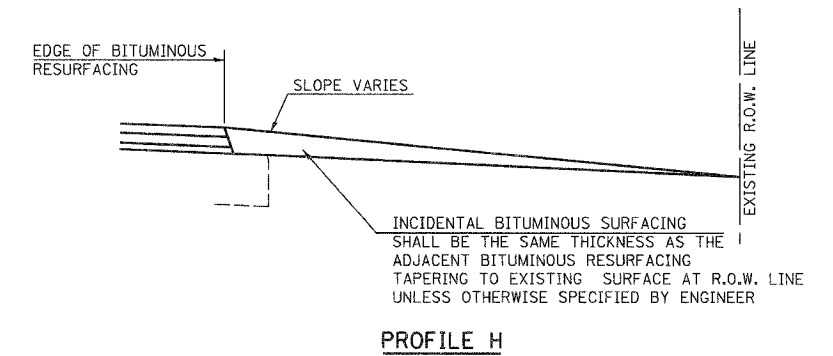 EDGE OF BITUMINOUS
RESURFACING
SLOPE VARIES
EXISTING R.O.W. LINE
INCIDENTAL BITUMINOUS SURFACING
SHALL BE THE SAME THICKNESS AS THE
ADJACENT BITUMINOUS RESURFACING
TAPERING TO EXISTING SURFACE AT R.O.W. LINE
UNLESS OTHERWISE SPECIFIED BY ENGINEER
PROFILE H